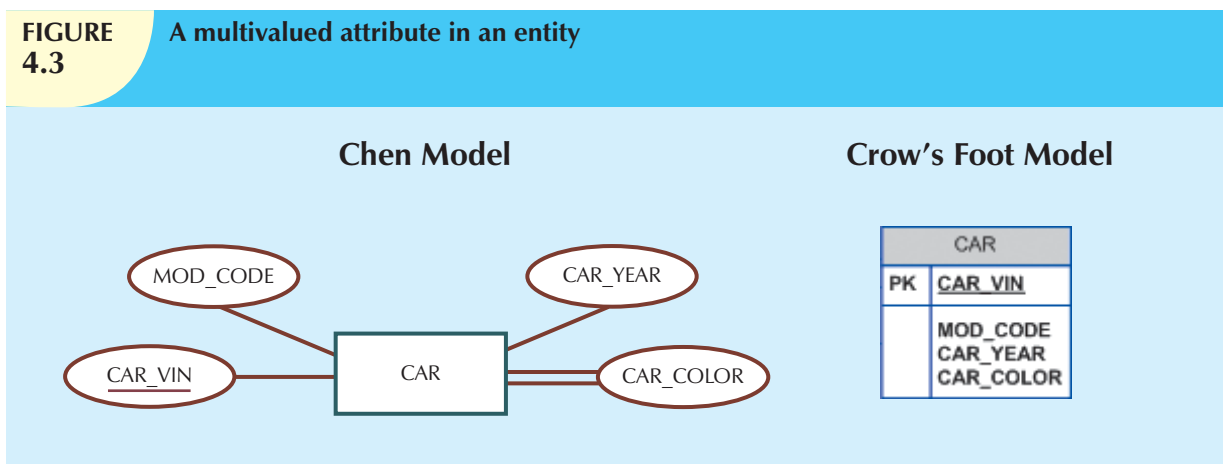 FIGURE
4.3
A multivalued attribute in an entity
Chen Model
Crow's Foot Model
MOD_CODE
CAR_YEAR
CAR_VIN
CAR
CAR_COLOR
CAR
PK CAR_VIN
MOD_CODE
CAR_YEAR
CAR_COLOR